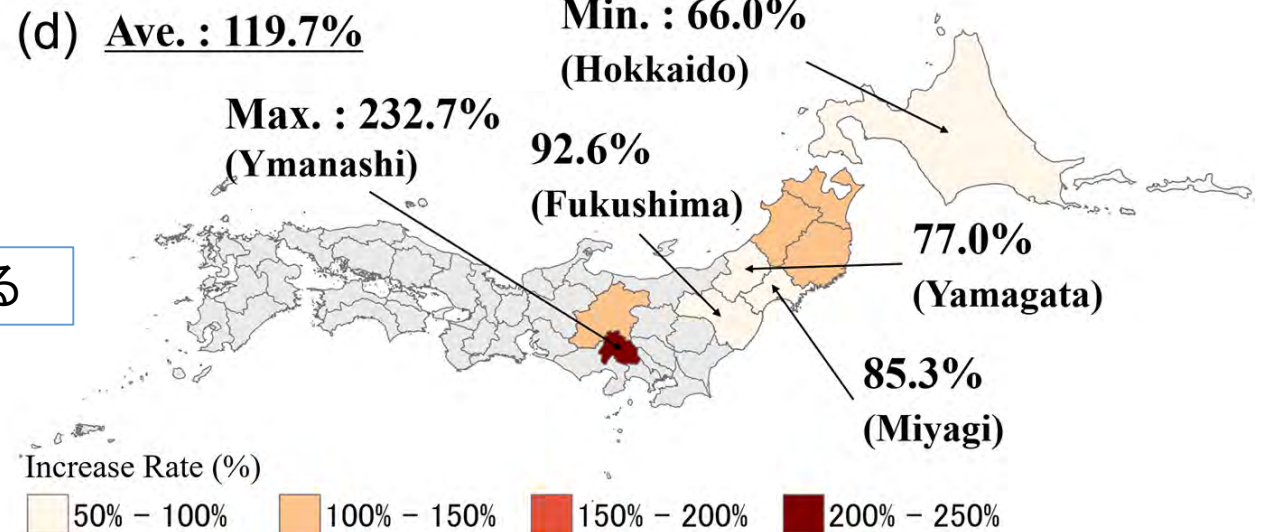 (d) Ave. : 119.7%
Min. : 66.0%
(Hokkaido)
Max. : 232.7%
(Ymanashi)
92.6%
(Fukushima)
77.0%
(Yamagata)
る
85.3%
(Miyagi)
Increase Rate (%)
50% - 100%
100% - 150%
150% - 200%
200% - 250%